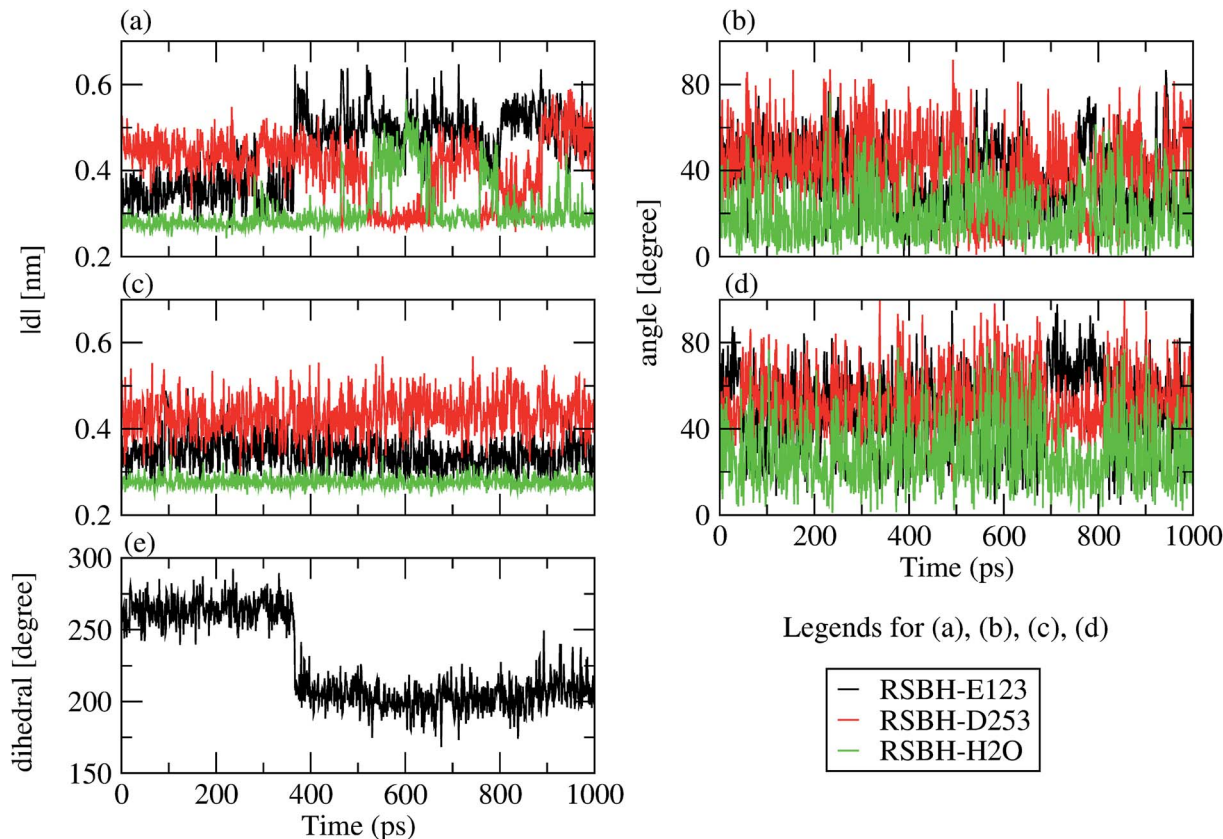 (a)
(b)
0.6
0.4
0.2
|d| [nm]
80
40
0
angle [degree]
(c)
(d)
0.6
0.4
0.2
80
40
0
0 200 400 600 800 1000
Time (ps)
(e)
300
250
200
150
dihedral [degree]
0 200 400 600 800 1000
Time (ps)
Legends for (a), (b), (c), (d)
RSBH-E123
RSBH-D253
RSBH-H2O